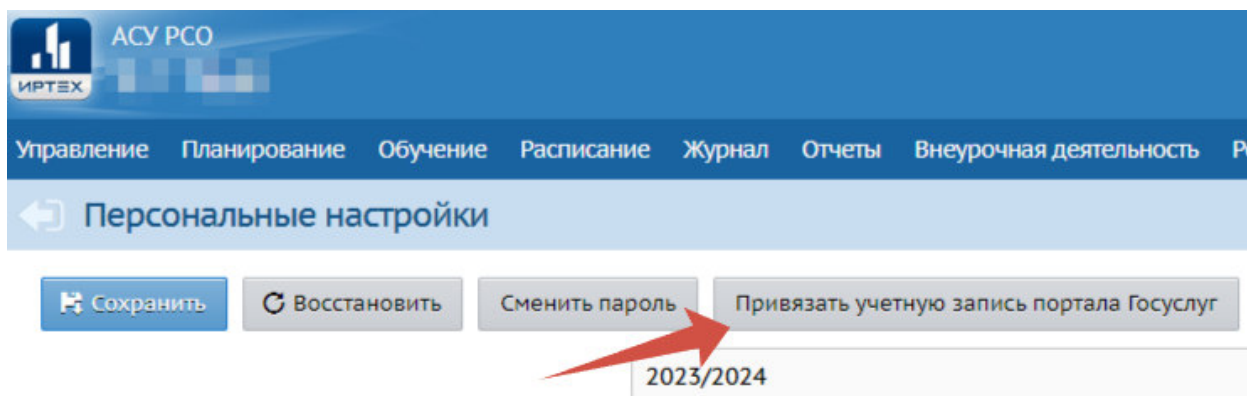 АСУ РСО
ИРТЕХ
Управление Планирование Обучение Расписание Журнал Отчеты Внеурочная деятельность
Персональные настройки
Сохранить Восстановить Сменить пароль Привязать учетную запись портала Госуслуг
2023/2024